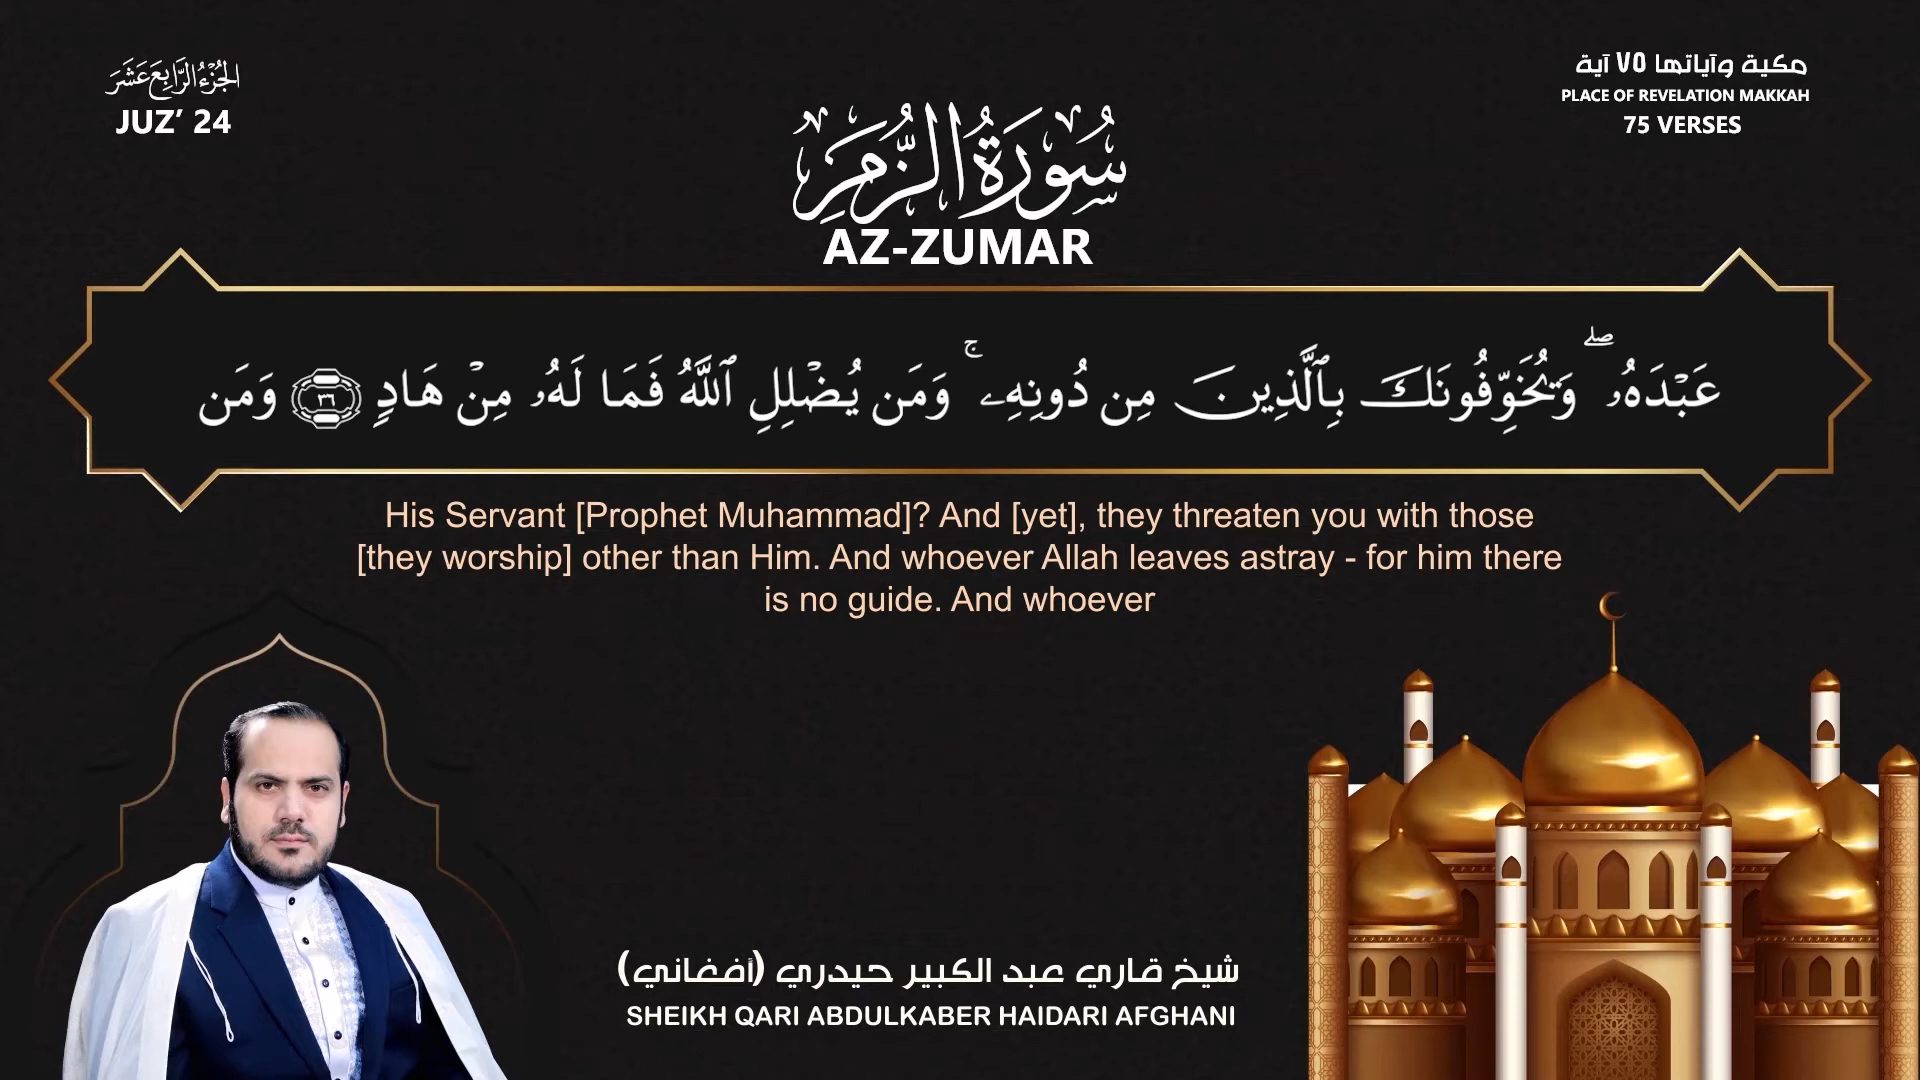 الجُزْءُ الرَّابِعَ عَشَرَ
JUZ’ 24
مكية وآياتها ٧٥ آية
PLACE OF REVELATION MAKKAH
75 VERSES
سُورَةُ الزُّمَرِ
AZ-ZUMAR
عَبْدَهُۥۖ وَيُخَوِّفُونَكَ بِٱلَّذِينَ مِن دُونِهِۦۚ وَمَن يُضْلِلِ ٱللَّهُ فَمَا لَهُۥ مِنْ هَادٍ ٣٦ وَمَن
His Servant [Prophet Muhammad]? And [yet], they threaten you with those
[they worship] other than Him. And whoever Allah leaves astray - for him there
is no guide. And whoever
شيخ قاري عبد الكبير حيدري (أفغاني)
SHEIKH QARI ABDULKABER HAIDARI AFGHANI